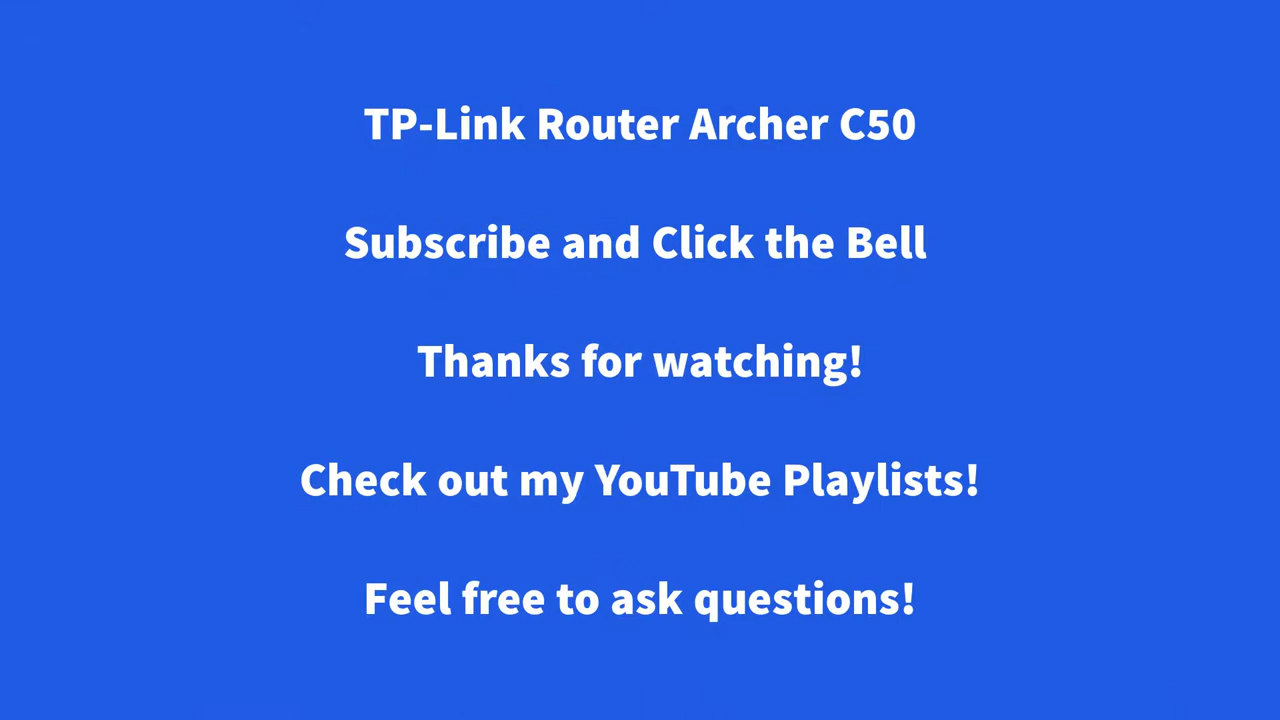 TP-Link Router Archer C50
Subscribe and Click the Bell
Thanks for watching!
Check out my YouTube Playlists!
Feel free to ask questions!